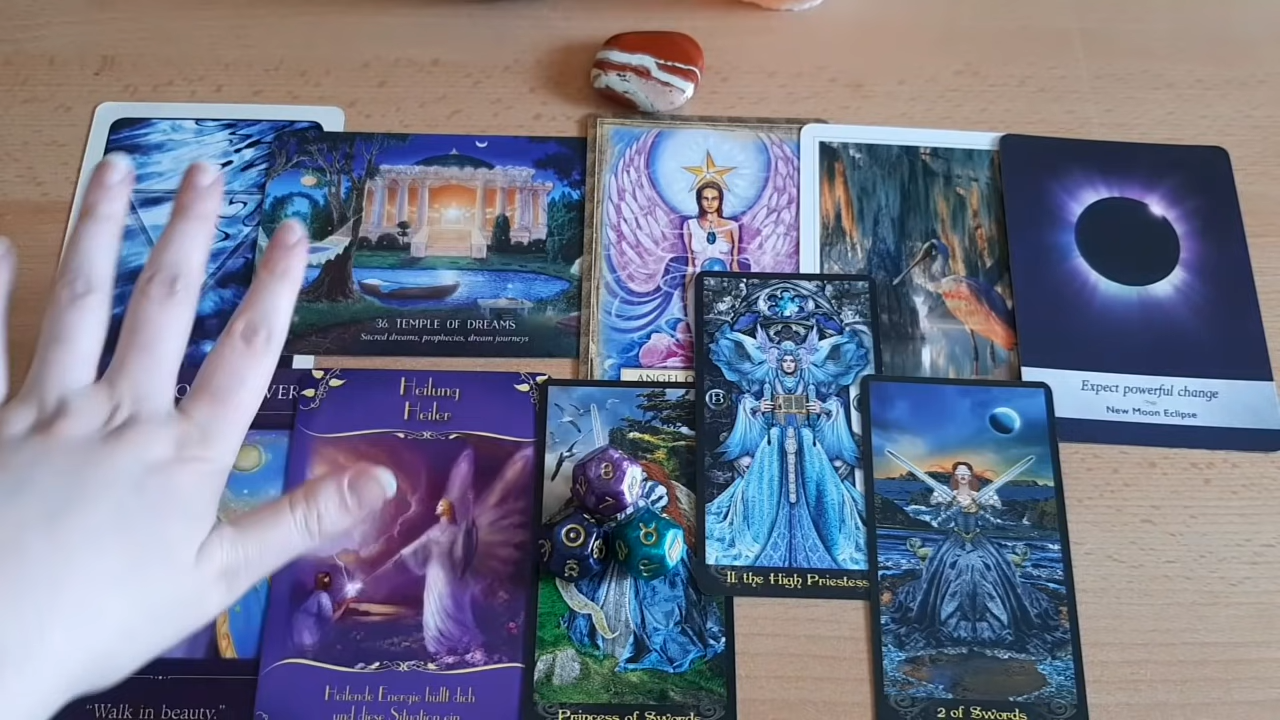 36. TEMPLE OF DREAMS
Sacred dreams, prophecies, dream journeys
ANGEL O
Expect powerful change
New Moon Eclipse
Heilung
Heiler
B
II. the High Priestess
12
7
Heilende Energie hüllt dich
und diese Situation ein
"Walk in beauty."
Princess of Swords
2 of Swords